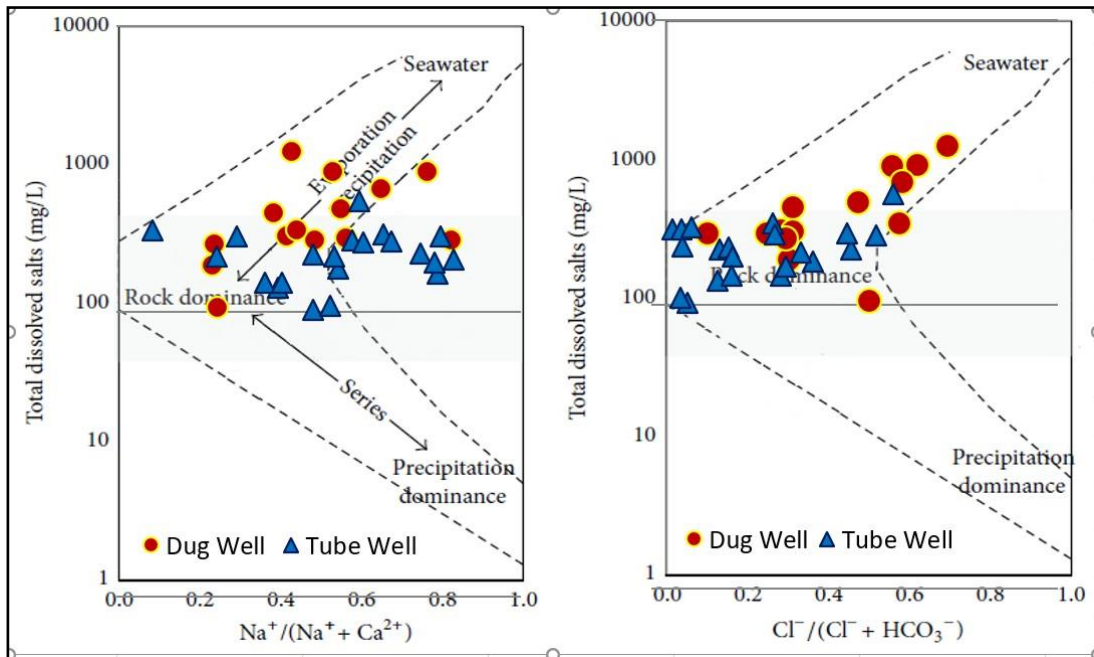 10000
1000
100
10
1
Total dissolved salts (mg/L)
Seawater
Evaporation
precipitation
Rock dominance
Series
Precipitation
dominance
Dug Well Tube Well
0.0 0.2 0.4 0.6 0.8 1.0
Na⁺/(Na⁺ + Ca²⁺)
10000
1000
100
10
1
Total dissolved salts (mg/L)
Seawater
Rock dominance
Precipitation
dominance
Dug Well Tube Well
0.0 0.2 0.4 0.6 0.8 1.0
Cl⁻/(Cl⁻ + HCO₃⁻)